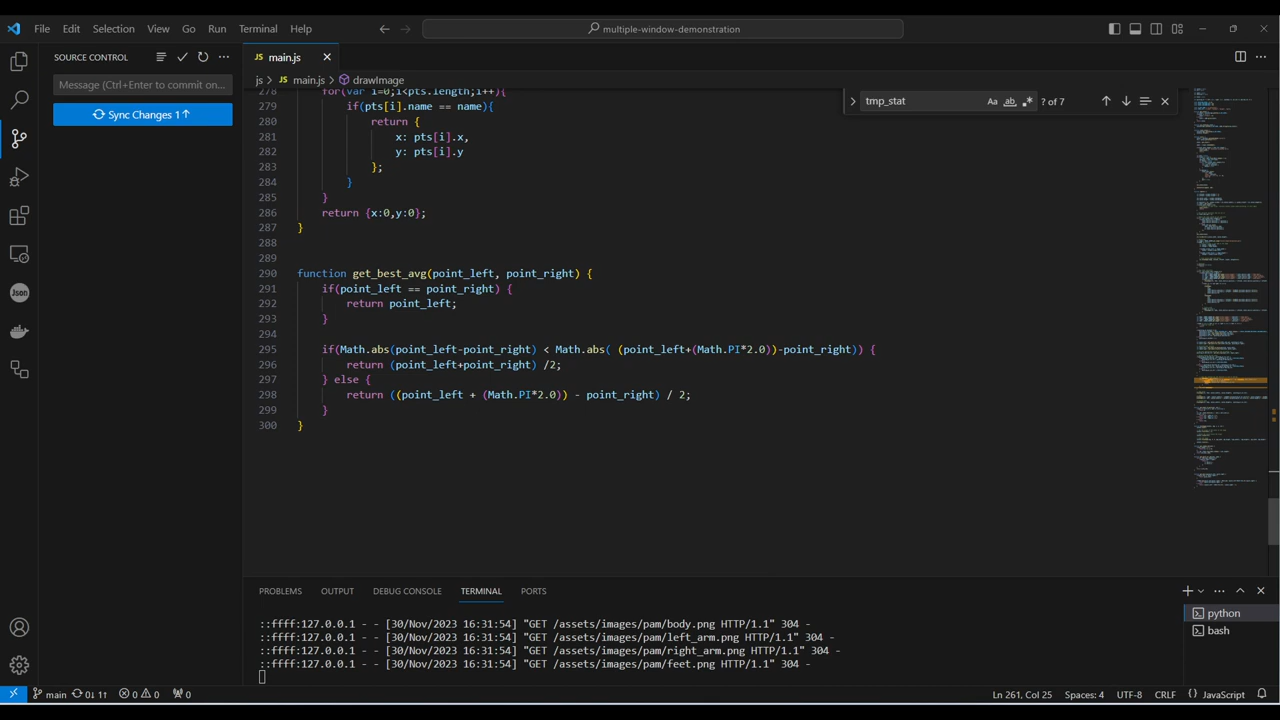 File Edit Selection View Go Run Terminal Help
multiple-window-demonstration
SOURCE CONTROL
Message (Ctrl+Enter to commit on...
Sync Changes 1↑
JS main.js
js > JS main.js > drawImage
tmp_stat Aa ab .* ? of 7
278 for(var i=0;i<pts.length;i++){
279 if(pts[i].name == name){
280 return {
281 x: pts[i].x,
282 y: pts[i].y
283 };
284 }
285 }
286 return {x:0,y:0};
287 }
288
289
290 function get_best_avg(point_left, point_right) {
291 if(point_left == point_right) {
292 return point_left;
293 }
294
295 if(Math.abs(point_left-point_right) < Math.abs( (point_left+(Math.PI*2.0))-point_right)) {
296 return (point_left+point_right) /2;
297 } else {
298 return ((point_left + (Math.PI*2.0)) - point_right) / 2;
299 }
300 }
Json
PROBLEMS OUTPUT DEBUG CONSOLE TERMINAL PORTS
::ffff:127.0.0.1 - - [30/Nov/2023 16:31:54] "GET /assets/images/pam/body.png HTTP/1.1" 304 -
::ffff:127.0.0.1 - - [30/Nov/2023 16:31:54] "GET /assets/images/pam/left_arm.png HTTP/1.1" 304 -
::ffff:127.0.0.1 - - [30/Nov/2023 16:31:54] "GET /assets/images/pam/right_arm.png HTTP/1.1" 304 -
::ffff:127.0.0.1 - - [30/Nov/2023 16:31:54] "GET /assets/images/pam/feet.png HTTP/1.1" 304 -
python
bash
main 0↓ 1↑ 0 0 0 Ln 261, Col 25 Spaces: 4 UTF-8 CRLF {} JavaScript